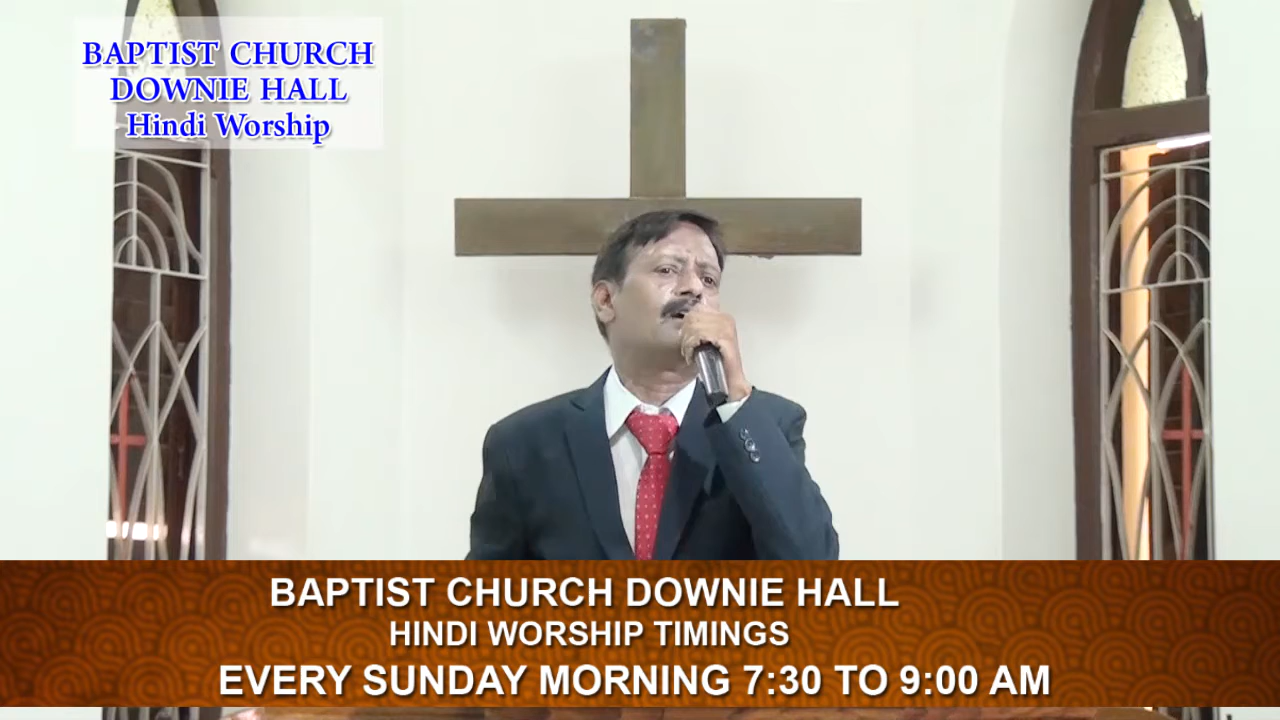 BAPTIST CHURCH
DOWNIE HALL
Hindi Worship
BAPTIST CHURCH DOWNIE HALL
HINDI WORSHIP TIMINGS
EVERY SUNDAY MORNING 7:30 TO 9:00 AM